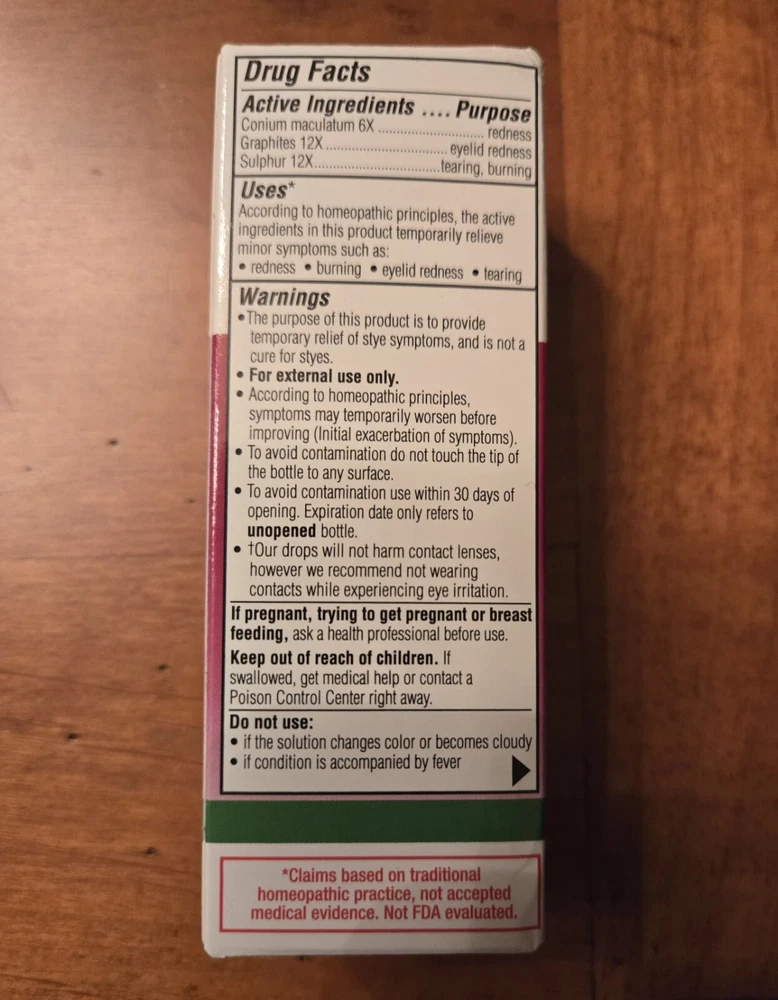 Drug Facts
Active Ingredients .... Purpose
Conium maculatum 6X ............................ redness
Graphites 12X ................................ eyelid redness
Sulphur 12X .................................. tearing, burning
Uses*
According to homeopathic principles, the active
ingredients in this product temporarily relieve
minor symptoms such as:
• redness • burning • eyelid redness • tearing
Warnings
• The purpose of this product is to provide
temporary relief of stye symptoms, and is not a
cure for styes.
• For external use only.
• According to homeopathic principles,
symptoms may temporarily worsen before
improving (Initial exacerbation of symptoms).
• To avoid contamination do not touch the tip of
the bottle to any surface.
• To avoid contamination use within 30 days of
opening. Expiration date only refers to
unopened bottle.
• †Our drops will not harm contact lenses,
however we recommend not wearing
contacts while experiencing eye irritation.
If pregnant, trying to get pregnant or breast
feeding, ask a health professional before use.
Keep out of reach of children. If
swallowed, get medical help or contact a
Poison Control Center right away.
Do not use:
• if the solution changes color or becomes cloudy
• if condition is accompanied by fever
*Claims based on traditional
homeopathic practice, not accepted
medical evidence. Not FDA evaluated.